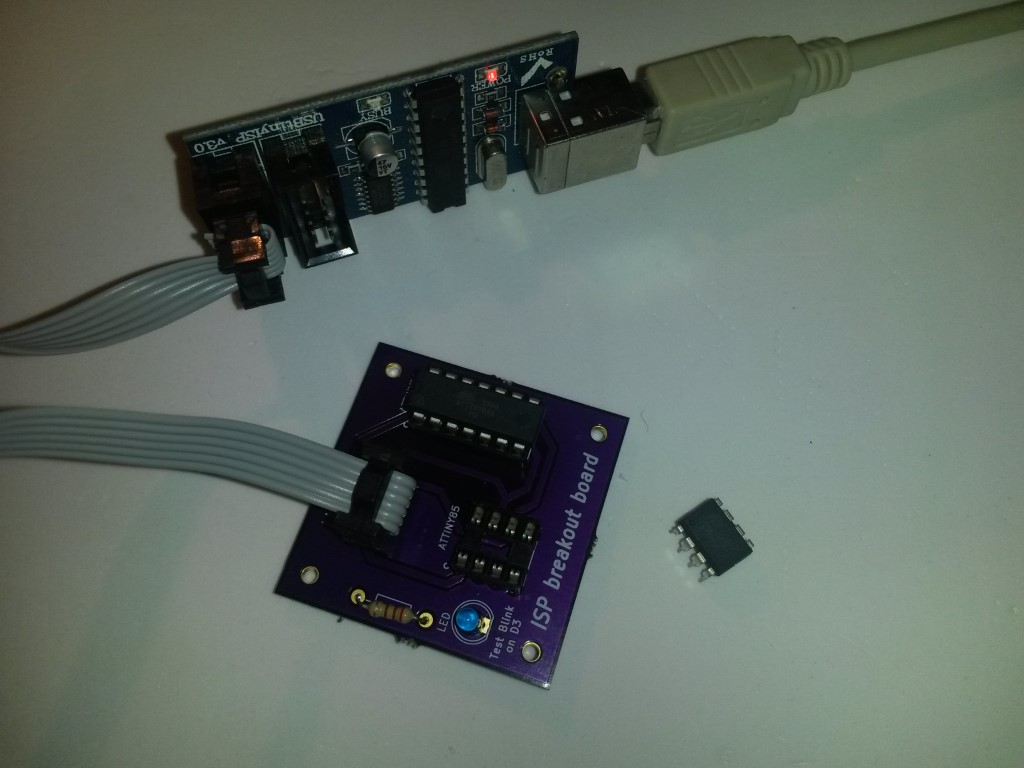 RoHS
POWER
BUSY
USBtinyISP
V3.0
ATTINY85
ISP breakout board
LED
Test Blink
on D3